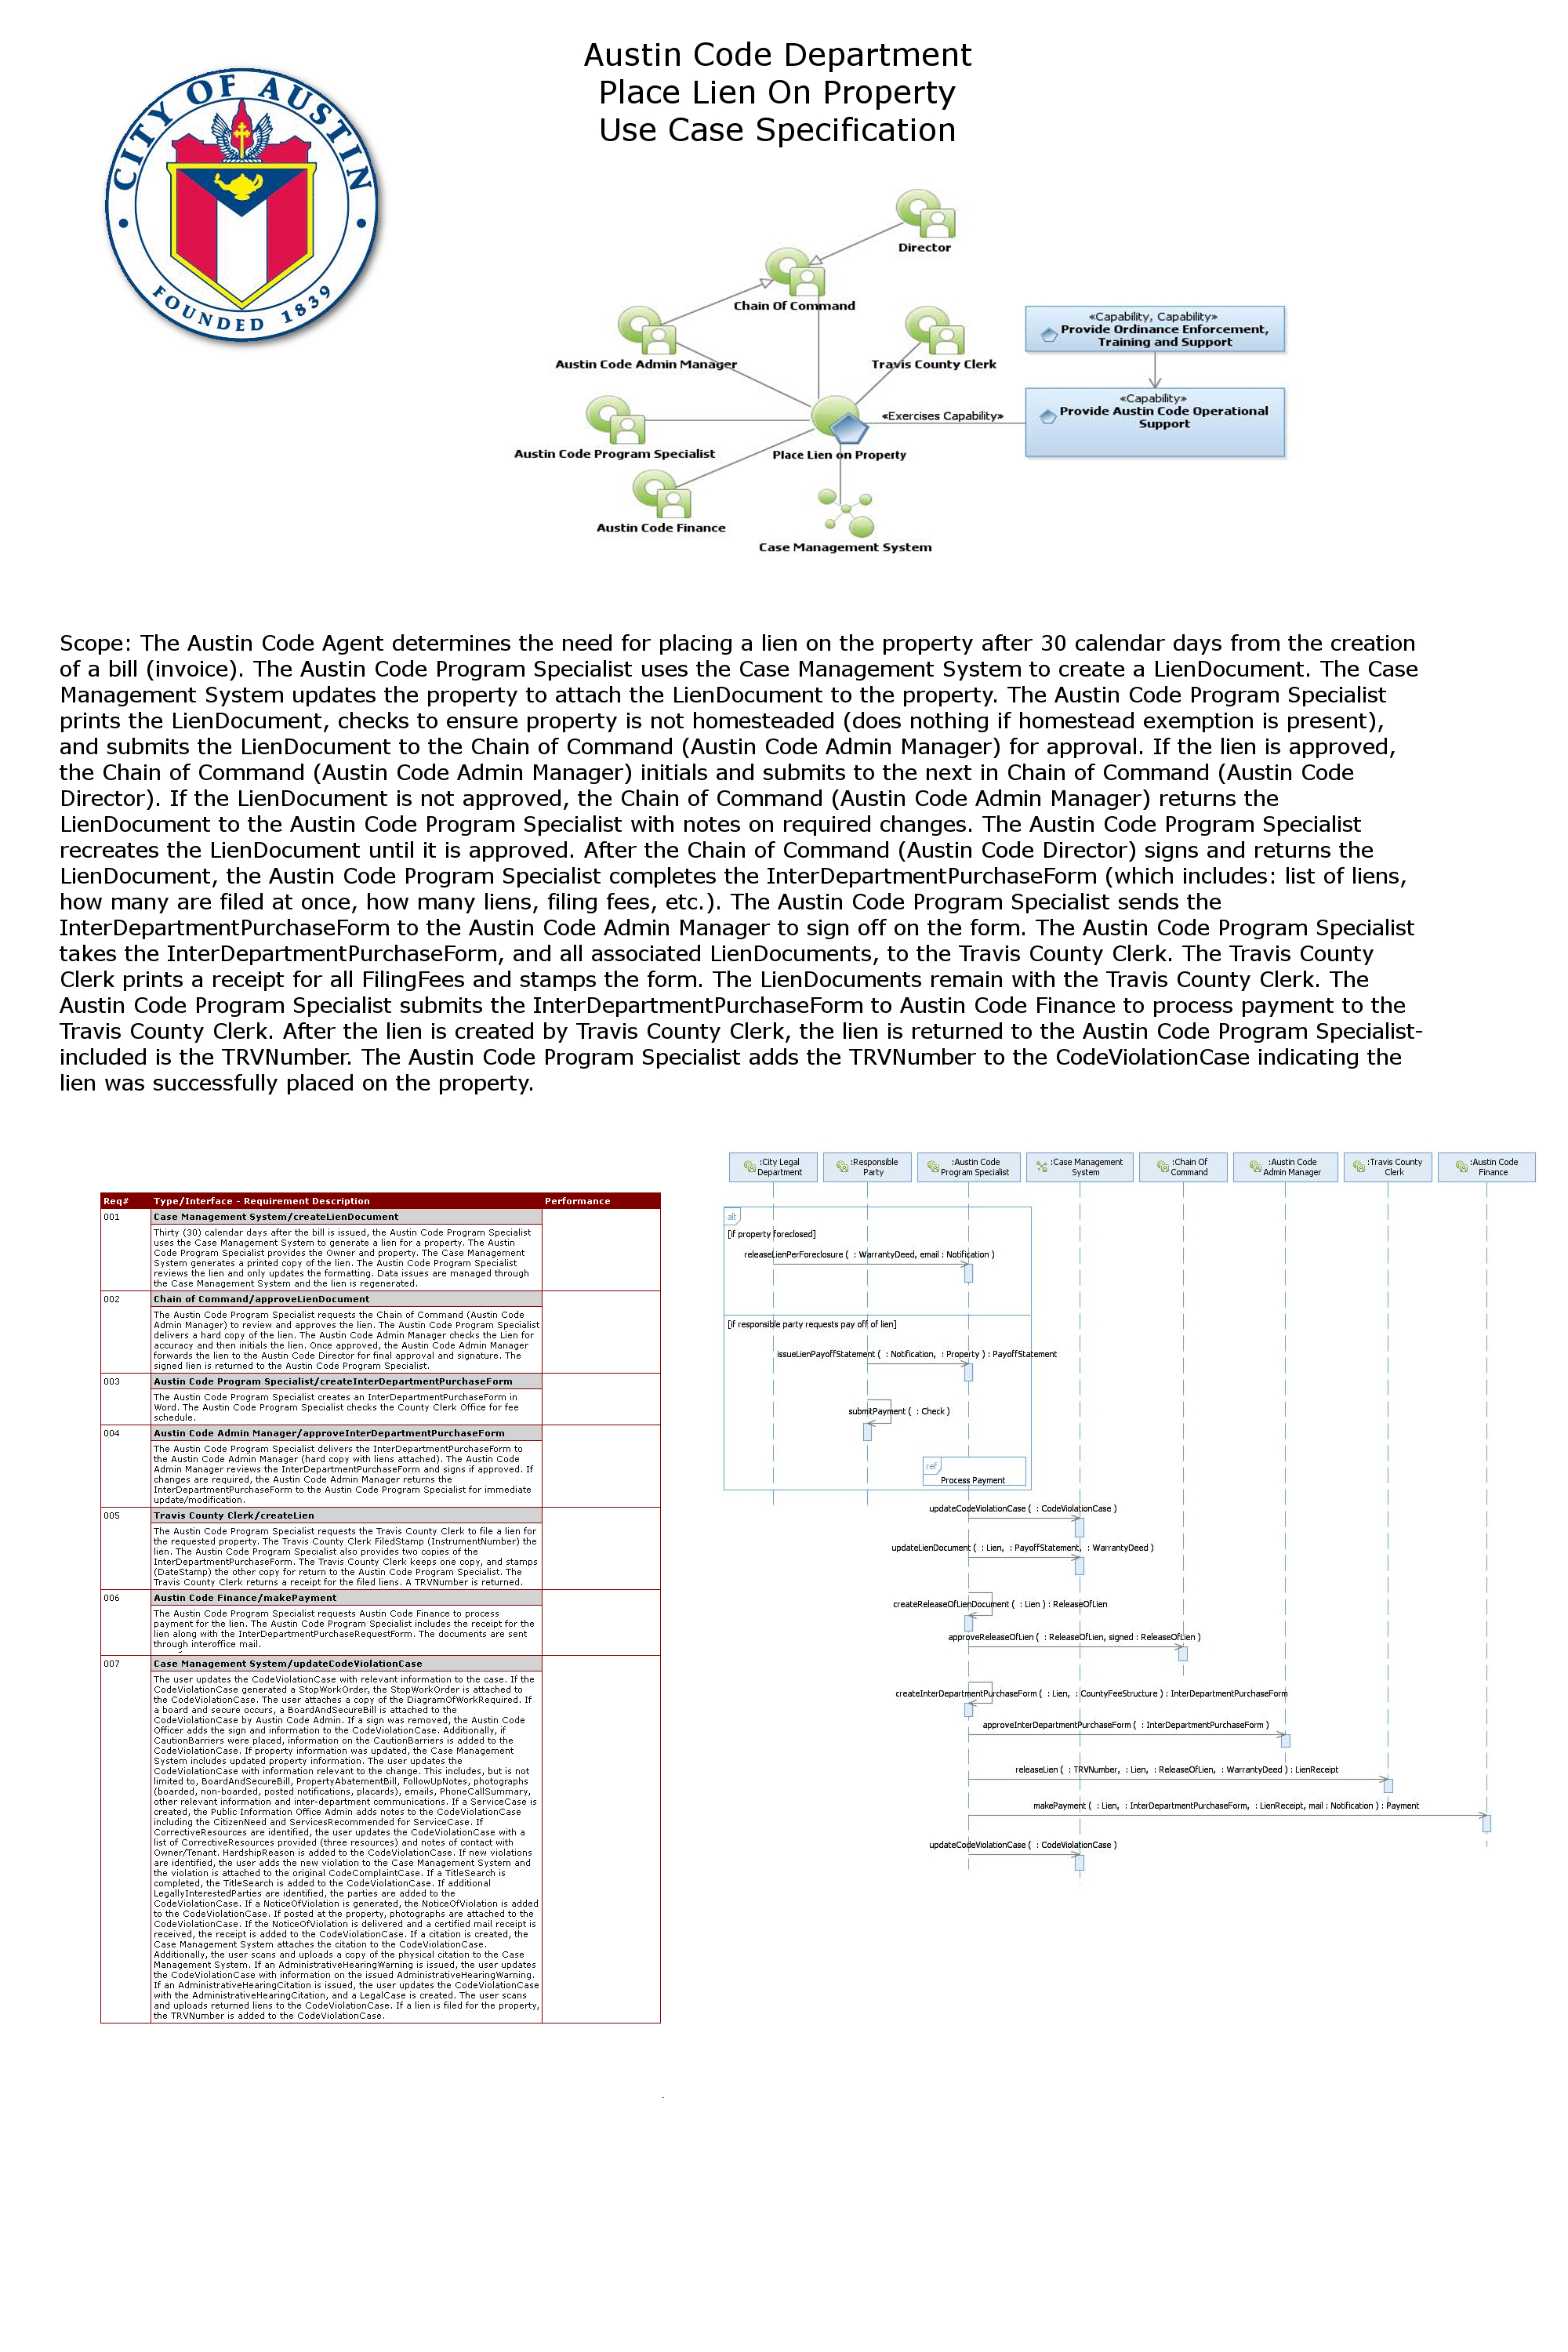 Austin Code Department
Place Lien On Property
Use Case Specification
CITY OF AUSTIN
FOUNDED 1839
Director
Chain Of Command
Austin Code Admin Manager
Travis County Clerk
«Capability, Capability»
Provide Ordinance Enforcement,
Training and Support
«Capability»
Provide Austin Code Operational
Support
«Exercises Capability»
Austin Code Program Specialist
Place Lien on Property
Austin Code Finance
Case Management System
Scope: The Austin Code Agent determines the need for placing a lien on the property after 30 calendar days from the creation
of a bill (invoice). The Austin Code Program Specialist uses the Case Management System to create a LienDocument. The Case
Management System updates the property to attach the LienDocument to the property. The Austin Code Program Specialist
prints the LienDocument, checks to ensure property is not homesteaded (does nothing if homestead exemption is present),
and submits the LienDocument to the Chain of Command (Austin Code Admin Manager) for approval. If the lien is approved,
the Chain of Command (Austin Code Admin Manager) initials and submits to the next in Chain of Command (Austin Code
Director). If the LienDocument is not approved, the Chain of Command (Austin Code Admin Manager) returns the
LienDocument to the Austin Code Program Specialist with notes on required changes. The Austin Code Program Specialist
recreates the LienDocument until it is approved. After the Chain of Command (Austin Code Director) signs and returns the
LienDocument, the Austin Code Program Specialist completes the InterDepartmentPurchaseForm (which includes: list of liens,
how many are filed at once, how many liens, filing fees, etc.). The Austin Code Program Specialist sends the
InterDepartmentPurchaseForm to the Austin Code Admin Manager to sign off on the form. The Austin Code Program Specialist
takes the InterDepartmentPurchaseForm, and all associated LienDocuments, to the Travis County Clerk. The Travis County
Clerk prints a receipt for all FilingFees and stamps the form. The LienDocuments remain with the Travis County Clerk. The
Austin Code Program Specialist submits the InterDepartmentPurchaseForm to Austin Code Finance to process payment to the
Travis County Clerk. After the lien is created by Travis County Clerk, the lien is returned to the Austin Code Program Specialist-
included is the TRVNumber. The Austin Code Program Specialist adds the TRVNumber to the CodeViolationCase indicating the
lien was successfully placed on the property.
Req# Type/Interface - Requirement Description Performance
001 Case Management System/createLienDocument
Thirty (30) calendar days after the bill is issued, the Austin Code Program Specialist
uses the Case Management System to generate a lien for a property. The Austin
Code Program Specialist provides the Owner and property. The Case Management
System generates a printed copy of the lien. The Austin Code Program Specialist
reviews the lien and only updates the formatting. Data issues are managed through
the Case Management System and the lien is regenerated.
002 Chain of Command/approveLienDocument
The Austin Code Program Specialist requests the Chain of Command (Austin Code
Admin Manager) to review and approves the lien. The Austin Code Program Specialist
delivers a hard copy of the lien. The Austin Code Admin Manager checks the Lien for
accuracy and then initials the lien. Once approved, the Austin Code Admin Manager
forwards the lien to the Austin Code Director for final approval and signature. The
signed lien is returned to the Austin Code Program Specialist.
003 Austin Code Program Specialist/createInterDepartmentPurchaseForm
The Austin Code Program Specialist creates an InterDepartmentPurchaseForm in
Word. The Austin Code Program Specialist checks the County Clerk Office for fee
schedule.
004 Austin Code Admin Manager/approveInterDepartmentPurchaseForm
The Austin Code Program Specialist delivers the InterDepartmentPurchaseForm to
the Austin Code Admin Manager (hard copy with liens attached). The Austin Code
Admin Manager reviews the InterDepartmentPurchaseForm and signs if approved. If
changes are required, the Austin Code Admin Manager returns the
InterDepartmentPurchaseForm to the Austin Code Program Specialist for immediate
update/modification.
005 Travis County Clerk/createLien
The Austin Code Program Specialist requests the Travis County Clerk to file a lien for
the requested property. The Travis County Clerk FiledStamp (InstrumentNumber) the
lien. The Austin Code Program Specialist also provides two copies of the
InterDepartmentPurchaseForm. The Travis County Clerk keeps one copy, and stamps
(DateStamp) the other copy for return to the Austin Code Program Specialist. The
Travis County Clerk returns a receipt for the filed liens. A TRVNumber is returned.
006 Austin Code Finance/makePayment
The Austin Code Program Specialist requests Austin Code Finance to process
payment for the lien. The Austin Code Program Specialist includes the receipt for the
lien along with the InterDepartmentPurchaseRequestForm. The documents are sent
through interoffice mail.
007 Case Management System/updateCodeViolationCase
The user updates the CodeViolationCase with relevant information to the case. If the
CodeViolationCase generated a StopWorkOrder, the StopWorkOrder is attached to
the CodeViolationCase. The user attaches a copy of the DiagramOfWorkRequired. If
a board and secure occurs, a BoardAndSecureBill is attached to the
CodeViolationCase by Austin Code Admin. If a sign was removed, the Austin Code
Officer adds the sign and information to the CodeViolationCase. Additionally, if
CautionBarriers were placed, information on the CautionBarriers is added to the
CodeViolationCase. If property information was updated, the Case Management
System includes updated property information. The user updates the
CodeViolationCase with information relevant to the change. This includes, but is not
limited to, BoardAndSecureBill, PropertyAbatementBill, FollowUpNotes, photographs
(boarded, non-boarded, posted notifications, placards), emails, PhoneCallSummary,
other relevant information and inter-department communications. If a ServiceCase is
created, the Public Information Office Admin adds notes to the CodeViolationCase
including the CitizenNeed and ServicesRecommended for ServiceCase. If
CorrectiveResources are identified, the user updates the CodeViolationCase with a
list of CorrectiveResources provided (three resources) and notes of contact with
Owner/Tenant. HardshipReason is added to the CodeViolationCase. If new violations
are identified, the user adds the new violation to the Case Management System and
the violation is attached to the original CodeComplaintCase. If a TitleSearch is
completed, the TitleSearch is added to the CodeViolationCase. If additional
LegallyInterestedParties are identified, the parties are added to the
CodeViolationCase. If a NoticeOfViolation is generated, the NoticeOfViolation is added
to the CodeViolationCase. If posted at the property, photographs are attached to the
CodeViolationCase. If the NoticeOfViolation is delivered and a certified mail receipt is
received, the receipt is added to the CodeViolationCase. If a citation is created, the
Case Management System attaches the citation to the CodeViolationCase.
Additionally, the user scans and uploads a copy of the physical citation to the Case
Management System. If an AdministrativeHearingWarning is issued, the user updates
the CodeViolationCase with information on the issued AdministrativeHearingWarning.
If an AdministrativeHearingCitation is issued, the user updates the CodeViolationCase
with the AdministrativeHearingCitation, and a LegalCase is created. The user scans
and uploads returned liens to the CodeViolationCase. If a lien is filed for the property,
the TRVNumber is added to the CodeViolationCase.
:City Legal
Department
:Responsible
Party
:Austin Code
Program Specialist
:Case Management
System
:Chain Of
Command
:Austin Code
Admin Manager
:Travis County
Clerk
:Austin Code
Finance
alt
[if property foreclosed]
releaseLienPerForeclosure ( : WarrantyDeed, email : Notification )
[if responsible party requests pay off of lien]
issueLienPayoffStatement ( : Notification, : Property ) : PayoffStatement
submitPayment ( : Check )
ref
Process Payment
updateCodeViolationCase ( : CodeViolationCase )
updateLienDocument ( : Lien, : PayoffStatement, : WarrantyDeed )
createReleaseOfLienDocument ( : Lien ) : ReleaseOfLien
approveReleaseOfLien ( : ReleaseOfLien, signed : ReleaseOfLien )
createInterDepartmentPurchaseForm ( : Lien, : CountyFeeStructure ) : InterDepartmentPurchaseForm
approveInterDepartmentPurchaseForm ( : InterDepartmentPurchaseForm )
releaseLien ( : TRVNumber, : Lien, : ReleaseOfLien, : WarrantyDeed ) : LienReceipt
makePayment ( : Lien, : InterDepartmentPurchaseForm, : LienReceipt, mail : Notification ) : Payment
updateCodeViolationCase ( : CodeViolationCase )